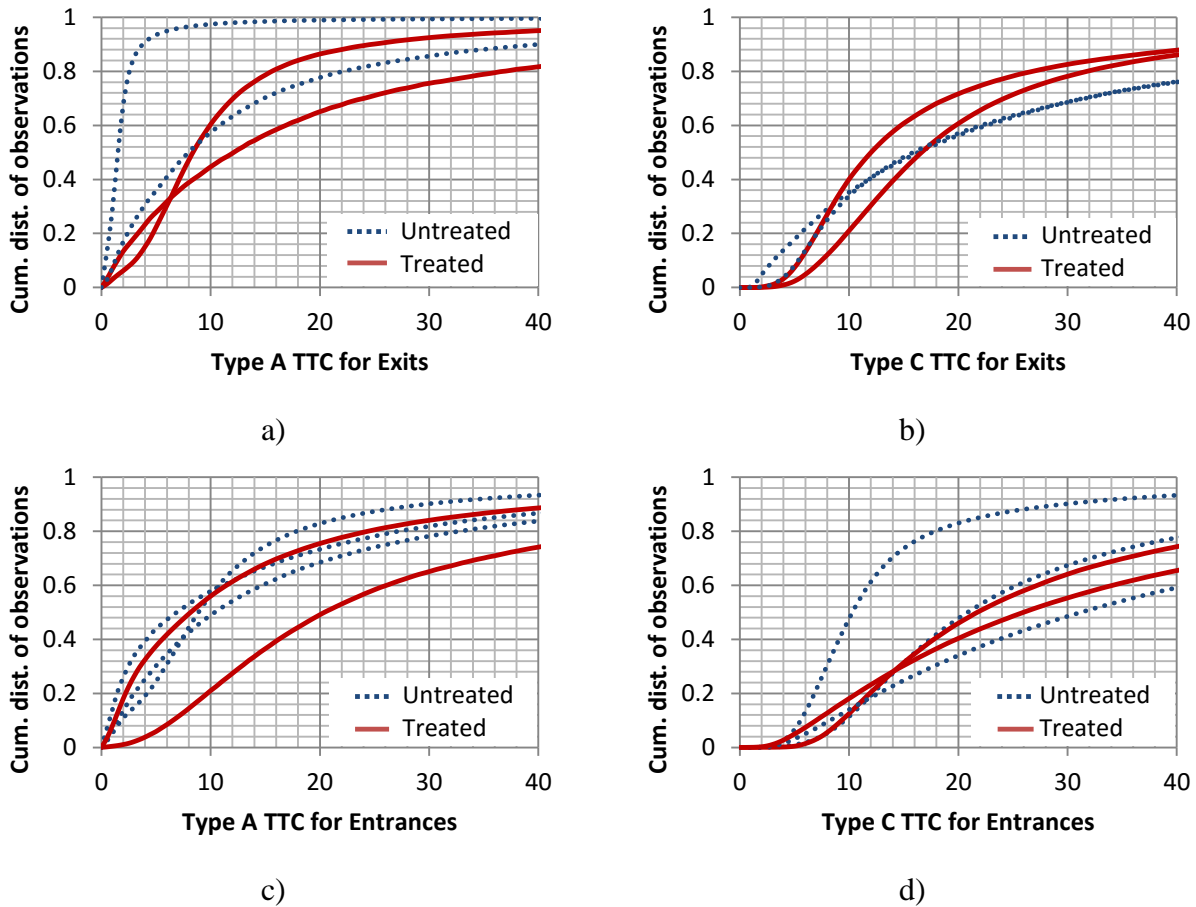 Cum. dist. of observations
1
0.8
0.6
0.4
0.2
0
0 10 20 30 40
Untreated
Treated
Type A TTC for Exits
a)
Cum. dist. of observations
1
0.8
0.6
0.4
0.2
0
0 10 20 30 40
Untreated
Treated
Type C TTC for Exits
b)
Cum. dist. of observations
1
0.8
0.6
0.4
0.2
0
0 10 20 30 40
Untreated
Treated
Type A TTC for Entrances
c)
Cum. dist. of observations
1
0.8
0.6
0.4
0.2
0
0 10 20 30 40
Untreated
Treated
Type C TTC for Entrances
d)